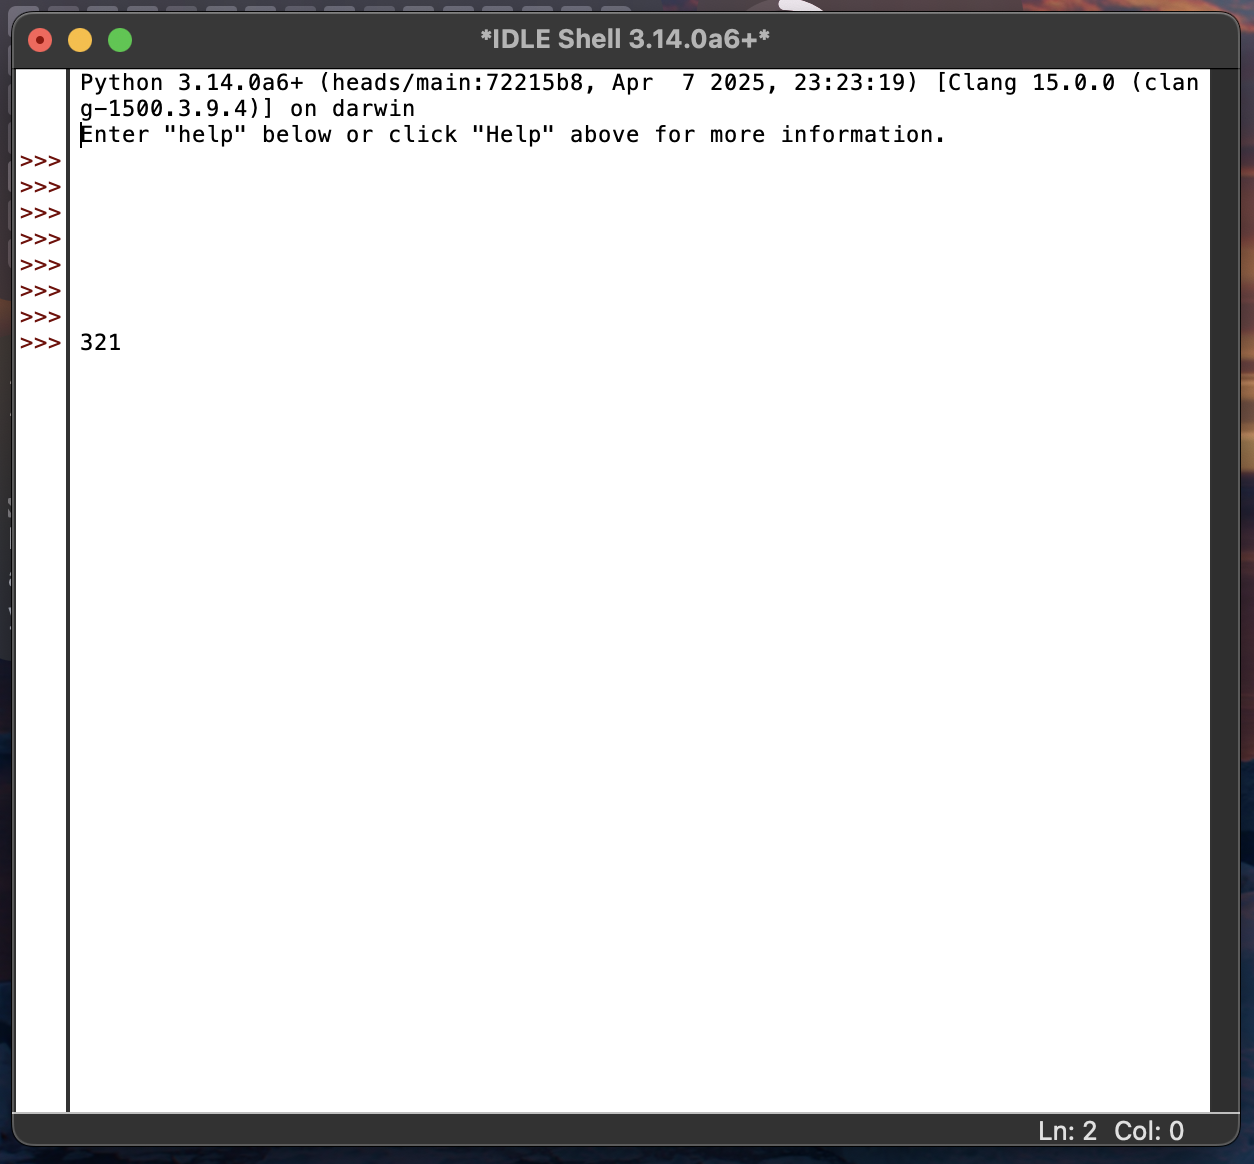 *IDLE Shell 3.14.0a6+*
Python 3.14.0a6+ (heads/main:72215b8, Apr  7 2025, 23:23:19) [Clang 15.0.0 (clan
g-1500.3.9.4)] on darwin
Enter "help" below or click "Help" above for more information.
>>>
>>>
>>>
>>>
>>>
>>>
>>>
>>> 321
Ln: 2 Col: 0